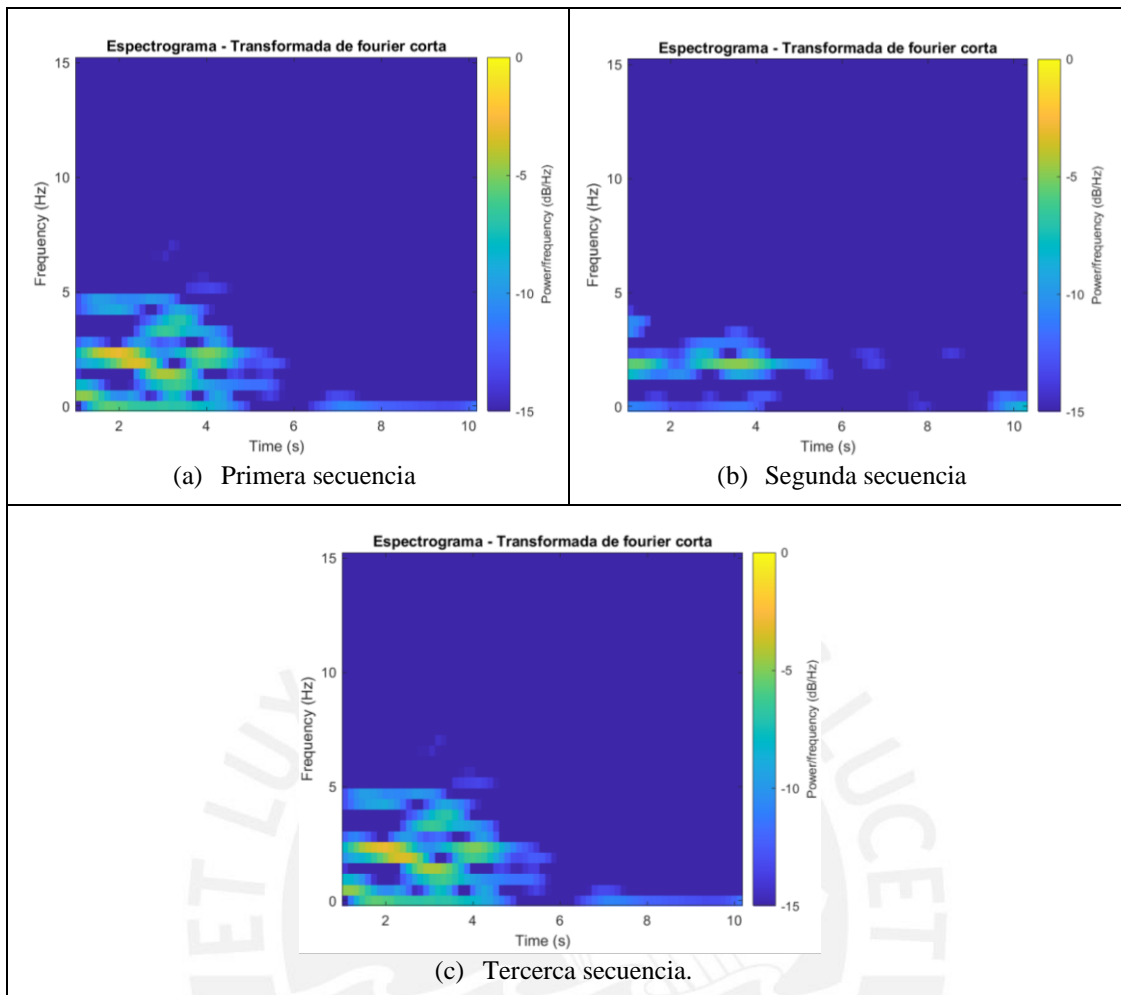 Espectrograma - Transformada de fourier corta
15
10
5
0
Frequency (Hz)
2
4
6
8
10
Time (s)
0
-5
-10
-15
Power/frequency (dB/Hz)
(a) Primera secuencia
Espectrograma - Transformada de fourier corta
15
10
5
0
Frequency (Hz)
2
4
6
8
10
Time (s)
0
-5
-10
-15
Power/frequency (dB/Hz)
(b) Segunda secuencia
Espectrograma - Transformada de fourier corta
15
10
5
0
Frequency (Hz)
2
4
6
8
10
Time (s)
0
-5
-10
-15
Power/frequency (dB/Hz)
(c) Tercerca secuencia.
ET LUX
LUCET